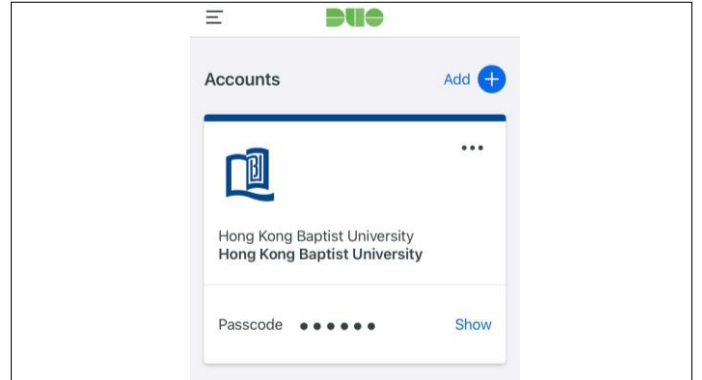 DUO
Accounts
Add
Hong Kong Baptist University
Hong Kong Baptist University
Passcode ●●●●●●
Show